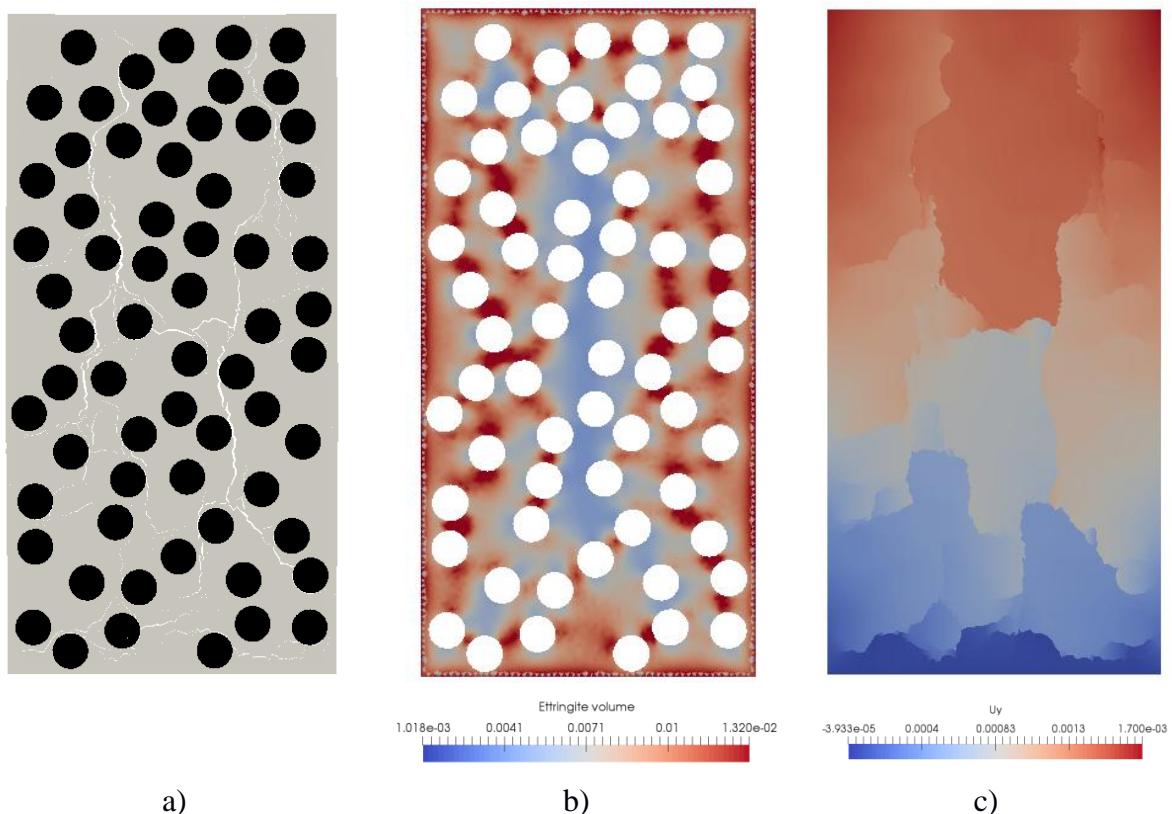 Ettringite volume
1.018e-03 0.0041 0.0071 0.01 1.320e-02
Uy
-3.933e-05 0.0004 0.00083 0.0013 1.700e-03
a) b) c)